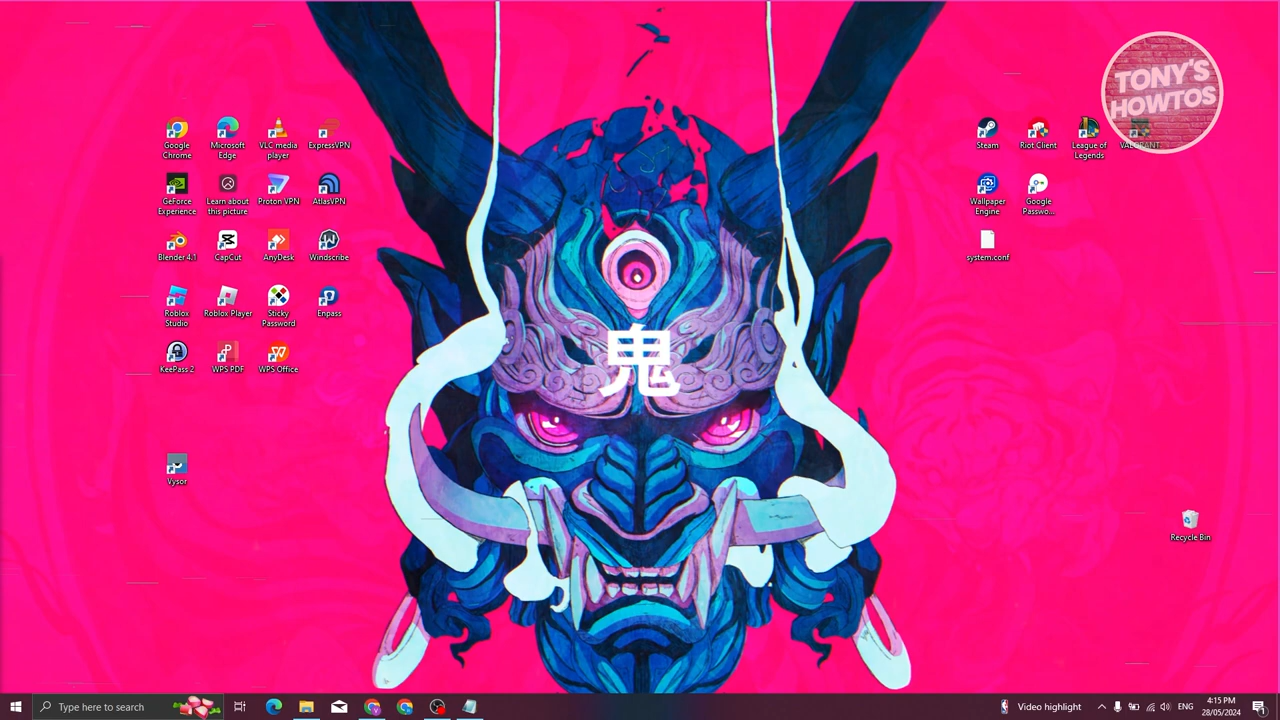 TONY'S
HOWTOS
Google
Chrome
Microsoft
Edge
VLC media
player
ExpressVPN
Steam
Riot Client
League of
Legends
GeForce
Experience
Learn about
this picture
Proton VPN
AtlasVPN
Wallpaper
Engine
Google
Passwo...
Blender 4.1
CapCut
AnyDesk
Windscribe
system.conf
Roblox
Studio
Roblox Player
Sticky
Password
Enpass
鬼
KeePass 2
WPS PDF
WPS Office
Vysor
Recycle Bin
Type here to search
Video highlight
ENG
4:15 PM
28/05/2024